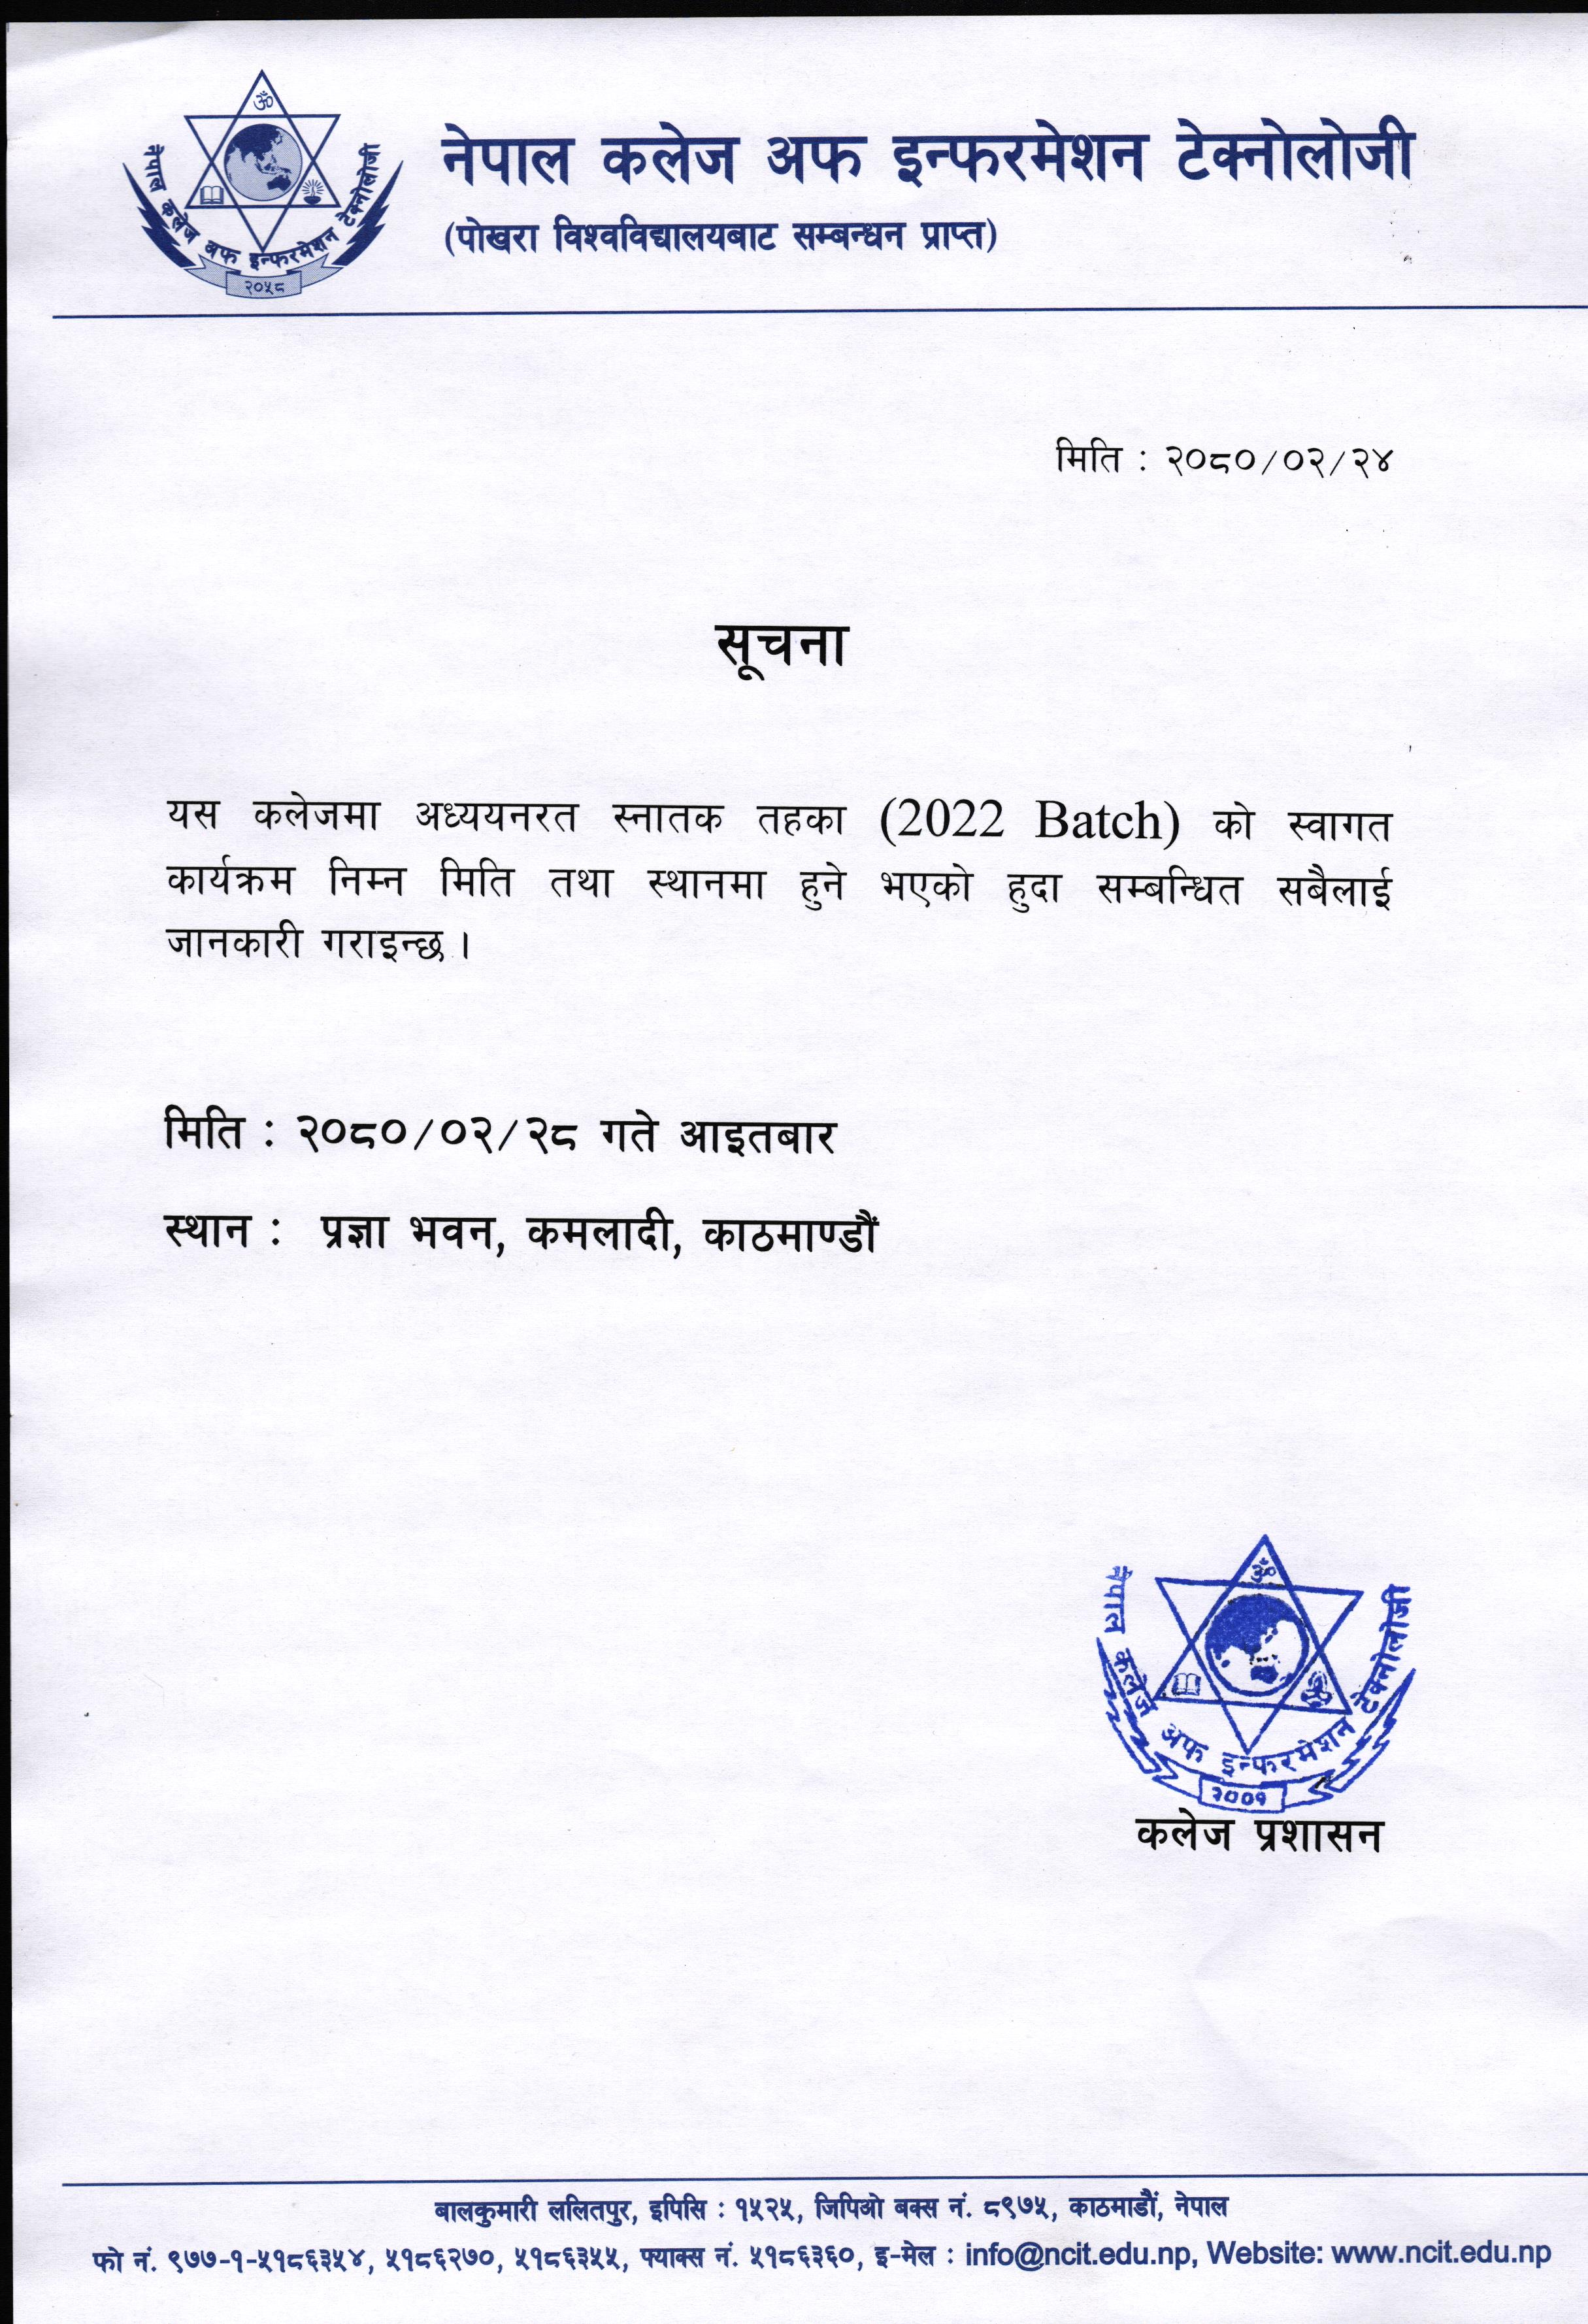 ॐ
नेपाल कलेज अफ इन्फरमेशन टेक्नोलोजी
२०५८
नेपाल कलेज अफ इन्फरमेशन टेक्नोलोजी
(पोखरा विश्वविद्यालयबाट सम्बन्धन प्राप्त)
मिति : २०८०/०२/२४
सूचना
यस कलेजमा अध्ययनरत स्नातक तहका (2022 Batch) को स्वागत
कार्यक्रम निम्न मिति तथा स्थानमा हुने भएको हुदा सम्बन्धित सबैलाई
जानकारी गराइन्छ ।
मिति : २०८०/०२/२८ गते आइतबार
स्थान : प्रज्ञा भवन, कमलादी, काठमाण्डौं
ॐ
नेपाल कलेज अफ इन्फरमेशन टेक्नोलोजी
२००१
कलेज प्रशासन
बालकुमारी ललितपुर, इपिसि : १५२५, जिपिओ बक्स नं. ८९७५, काठमाडौं, नेपाल
फो नं. ९७७-१-५१८६३५४, ५१८६२७०, ५१८६३५५, फ्याक्स नं. ५१८६३६०, इ-मेल : info@ncit.edu.np, Website: www.ncit.edu.np